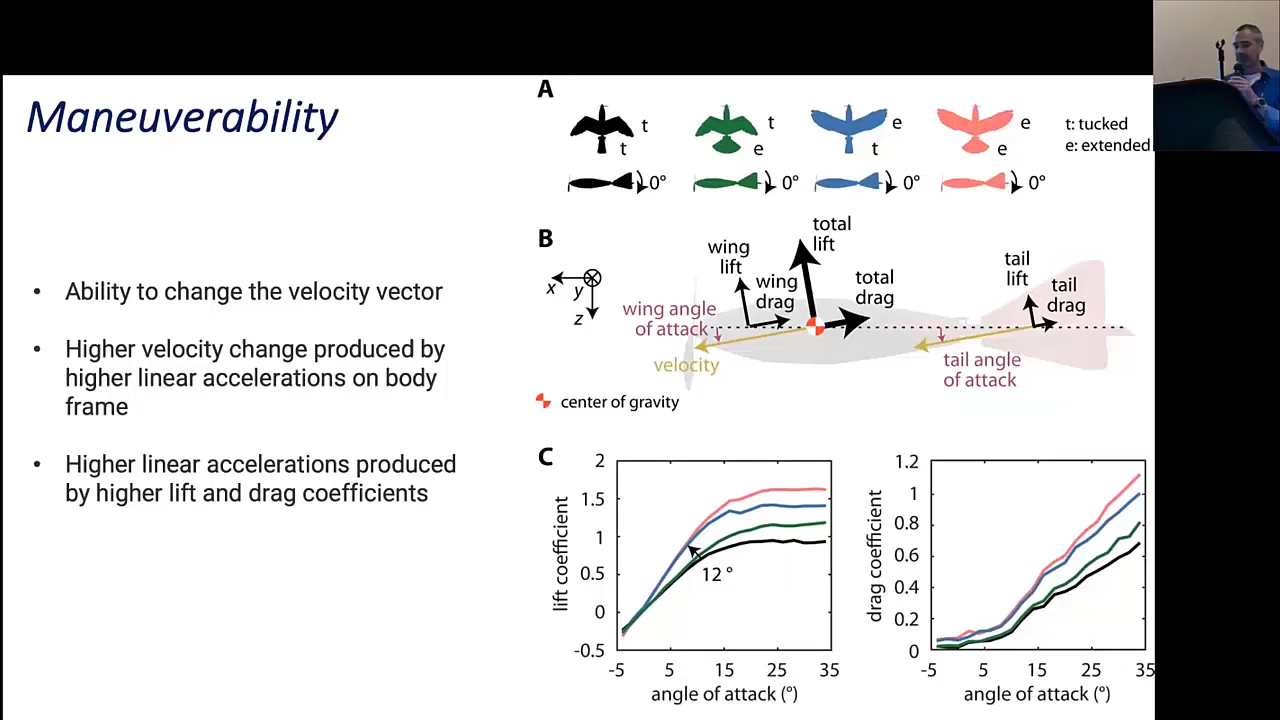 Maneuverability
• Ability to change the velocity vector
• Higher velocity change produced by
higher linear accelerations on body
frame
• Higher linear accelerations produced
by higher lift and drag coefficients
A
t
t
t
e
e
t
e
e
t: tucked
e: extended
0°
0°
0°
0°
B
x
y
z
wing
lift
wing
drag
total
lift
total
drag
tail
lift
tail
drag
wing angle
of attack
velocity
tail angle
of attack
center of gravity
C
lift coefficient
2
1.5
1
0.5
0
-0.5
12 °
-5 5 15 25 35
angle of attack (°)
drag coefficient
1.2
1
0.8
0.6
0.4
0.2
0
-5 5 15 25 35
angle of attack (°)